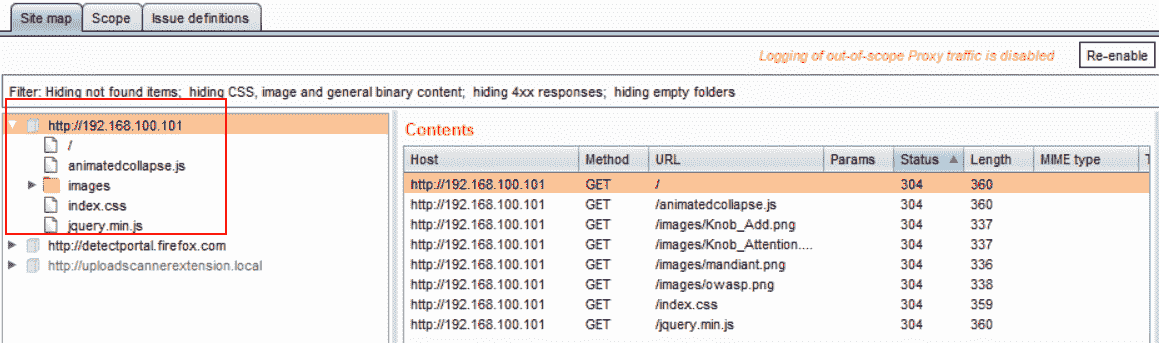 Site map Scope Issue definitions
Logging of out-of-scope Proxy traffic is disabled Re-enable
Filter: Hiding not found items; hiding CSS, image and general binary content; hiding 4xx responses; hiding empty folders
http://192.168.100.101
/
animatedcollapse.js
images
index.css
jquery.min.js
http://detectportal.firefox.com
http://uploadscannerextension.local
Contents
Host Method URL Params Status Length MIME type T
http://192.168.100.101 GET / 304 360
http://192.168.100.101 GET /animatedcollapse.js 304 360
http://192.168.100.101 GET /images/Knob_Add.png 304 337
http://192.168.100.101 GET /images/Knob_Attention.... 304 337
http://192.168.100.101 GET /images/mandiant.png 304 336
http://192.168.100.101 GET /images/owasp.png 304 338
http://192.168.100.101 GET /index.css 304 359
http://192.168.100.101 GET /jquery.min.js 304 360